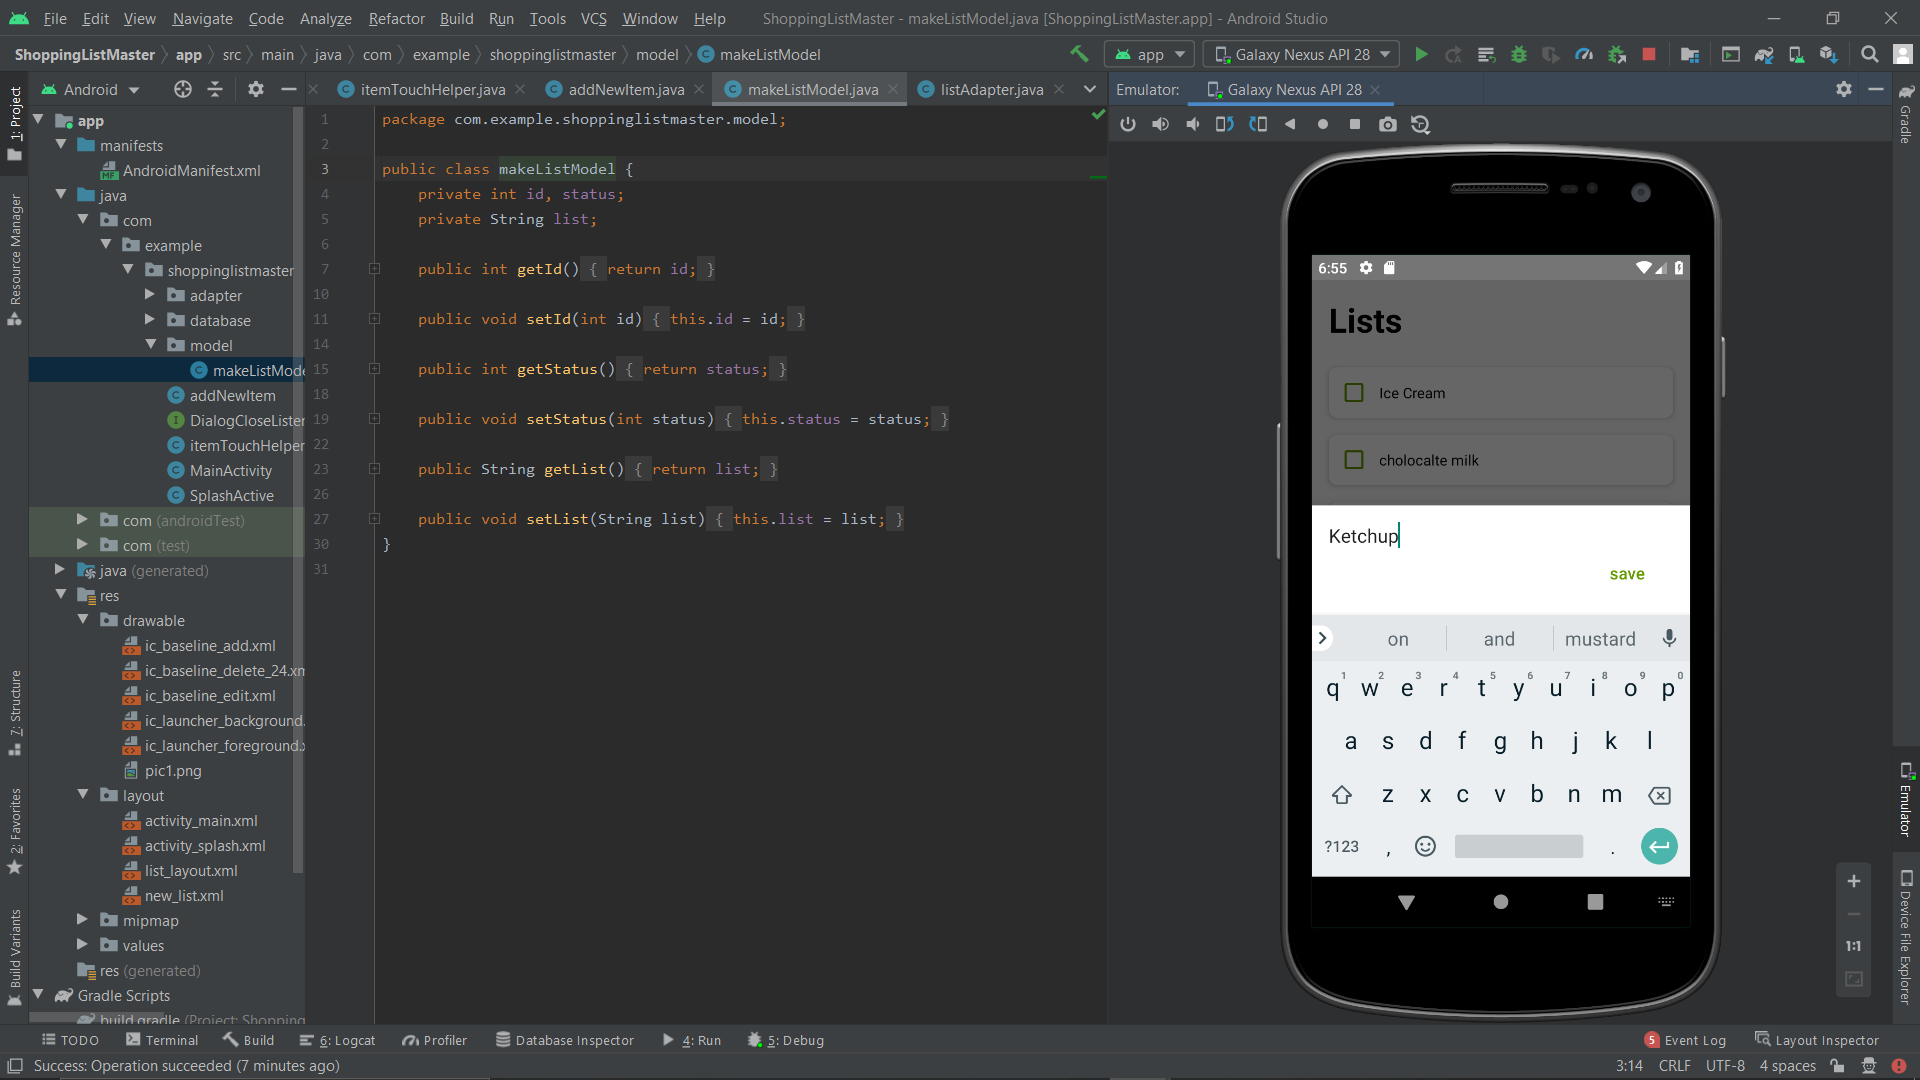 File Edit View Navigate Code Analyze Refactor Build Run Tools VCS Window Help ShoppingListMaster - makeListModel.java [ShoppingListMaster.app] - Android Studio
ShoppingListMaster app src main java com example shoppinglistmaster model makeListModel app Galaxy Nexus API 28
Android itemTouchHelper.java addNewItem.java makeListModel.java listAdapter.java Emulator: Galaxy Nexus API 28
1: Project
Resource Manager
7: Structure
2: Favorites
Build Variants
app
manifests
AndroidManifest.xml
java
com
example
shoppinglistmaster
adapter
database
model
makeListMode
addNewItem
DialogCloseListen
itemTouchHelper
MainActivity
SplashActive
com (androidTest)
com (test)
java (generated)
res
drawable
ic_baseline_add.xml
ic_baseline_delete_24.xm
ic_baseline_edit.xml
ic_launcher_background.
ic_launcher_foreground.x
pic1.png
layout
activity_main.xml
activity_splash.xml
list_layout.xml
new_list.xml
mipmap
values
res (generated)
Gradle Scripts
build.gradle (Project: Shopping
1 package com.example.shoppinglistmaster.model;
2
3 public class makeListModel {
4 private int id, status;
5 private String list;
6
7 public int getId() { return id; }
10
11 public void setId(int id) { this.id = id; }
14
15 public int getStatus() { return status; }
18
19 public void setStatus(int status) { this.status = status; }
22
23 public String getList() { return list; }
26
27 public void setList(String list) { this.list = list; }
30 }
31
6:55
Lists
Ice Cream
cholocalte milk
Ketchup
save
on and mustard
q1 w2 e3 r4 t5 y6 u7 i8 o9 p0
a s d f g h j k l
z x c v b n m
?123 , .
1:1
Gradle
Emulator
Device File Explorer
TODO Terminal Build 6: Logcat Profiler Database Inspector 4: Run 5: Debug 5 Event Log Layout Inspector
Success: Operation succeeded (7 minutes ago) 3:14 CRLF UTF-8 4 spaces